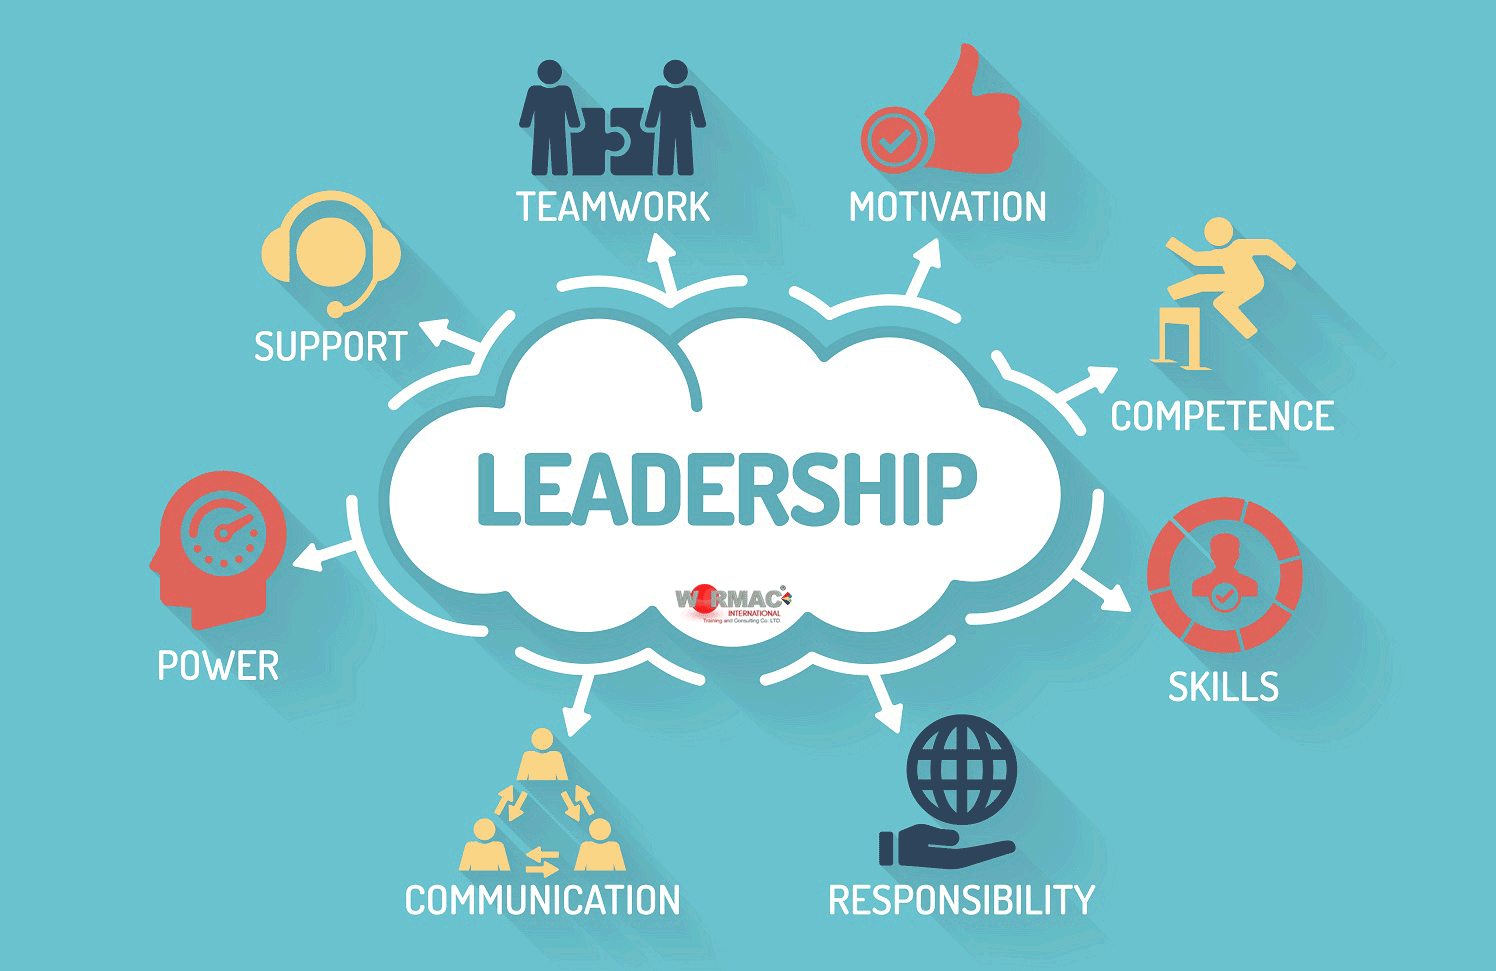 TEAMWORK
MOTIVATION
SUPPORT
COMPETENCE
LEADERSHIP
WORMAC
INTERNATIONAL
Training and Consulting Co. LTD.
POWER
SKILLS
COMMUNICATION
RESPONSIBILITY